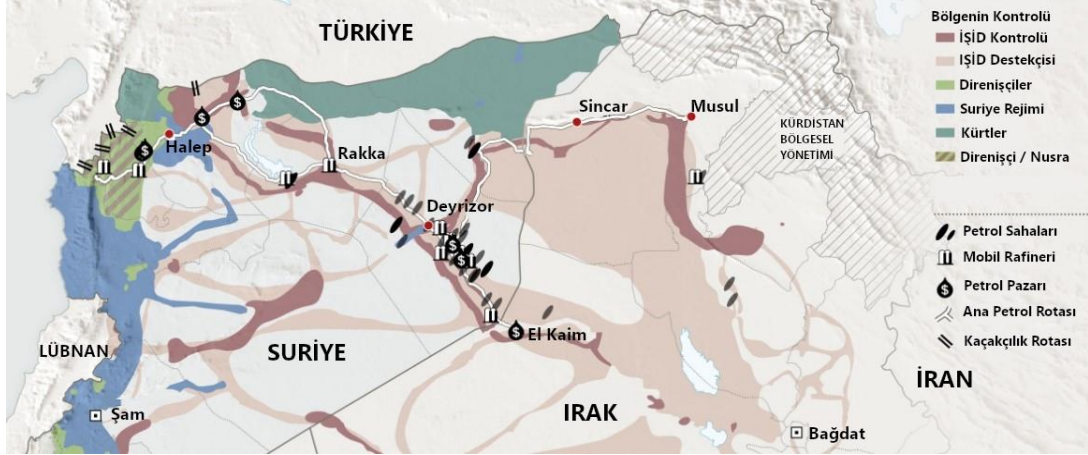 TÜRKİYE
Sincar
Musul
Halep
Rakka
KÜRDİSTAN
BÖLGESEL
YÖNETİMİ
Deyrizor
El Kaim
LÜBNAN
SURİYE
Şam
IRAK
İRAN
Bağdat
Bölgenin Kontrolü
İŞİD Kontrolü
IŞİD Destekçisi
Direnişçiler
Suriye Rejimi
Kürtler
Direnişçi / Nusra
Petrol Sahaları
Mobil Rafineri
$ Petrol Pazarı
Ana Petrol Rotası
Kaçakçılık Rotası